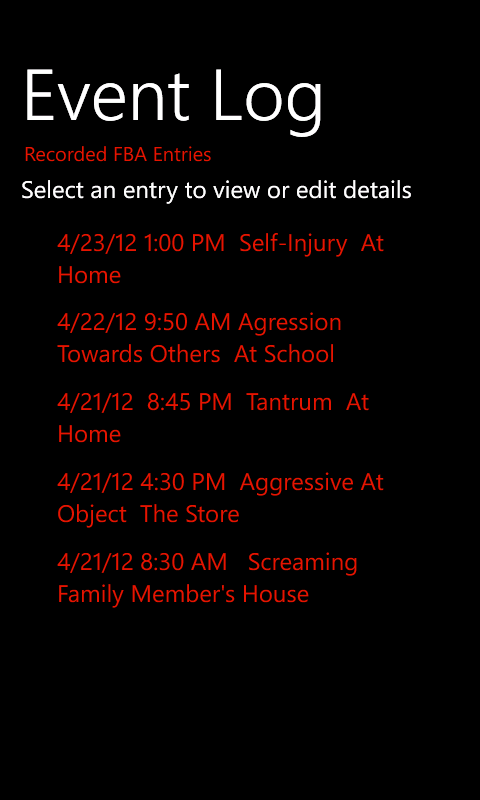 Event Log
Recorded FBA Entries
Select an entry to view or edit details
4/23/12 1:00 PM  Self-Injury  At
Home
4/22/12 9:50 AM Agression
Towards Others  At School
4/21/12  8:45 PM  Tantrum  At
Home
4/21/12 4:30 PM  Aggressive At
Object  The Store
4/21/12 8:30 AM   Screaming
Family Member's House